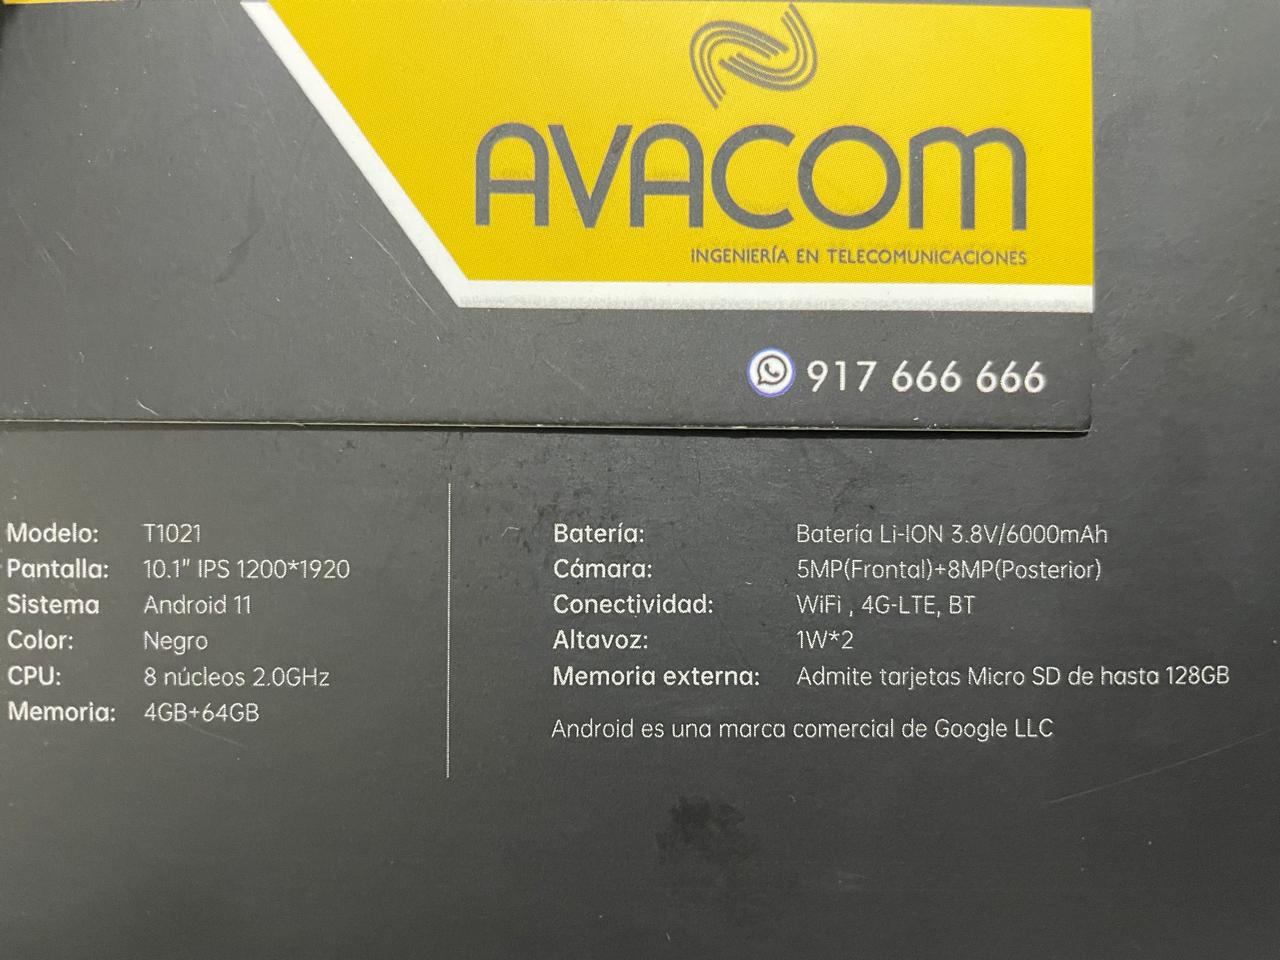 AVACOM
INGENIERÍA EN TELECOMUNICACIONES
917 666 666
Modelo: T1021
Pantalla: 10.1" IPS 1200*1920
Sistema Android 11
Color: Negro
CPU: 8 núcleos 2.0GHz
Memoria: 4GB+64GB
Batería: Batería Li-ION 3.8V/6000mAh
Cámara: 5MP(Frontal)+8MP(Posterior)
Conectividad: WiFi , 4G-LTE, BT
Altavoz: 1W*2
Memoria externa: Admite tarjetas Micro SD de hasta 128GB
Android es una marca comercial de Google LLC